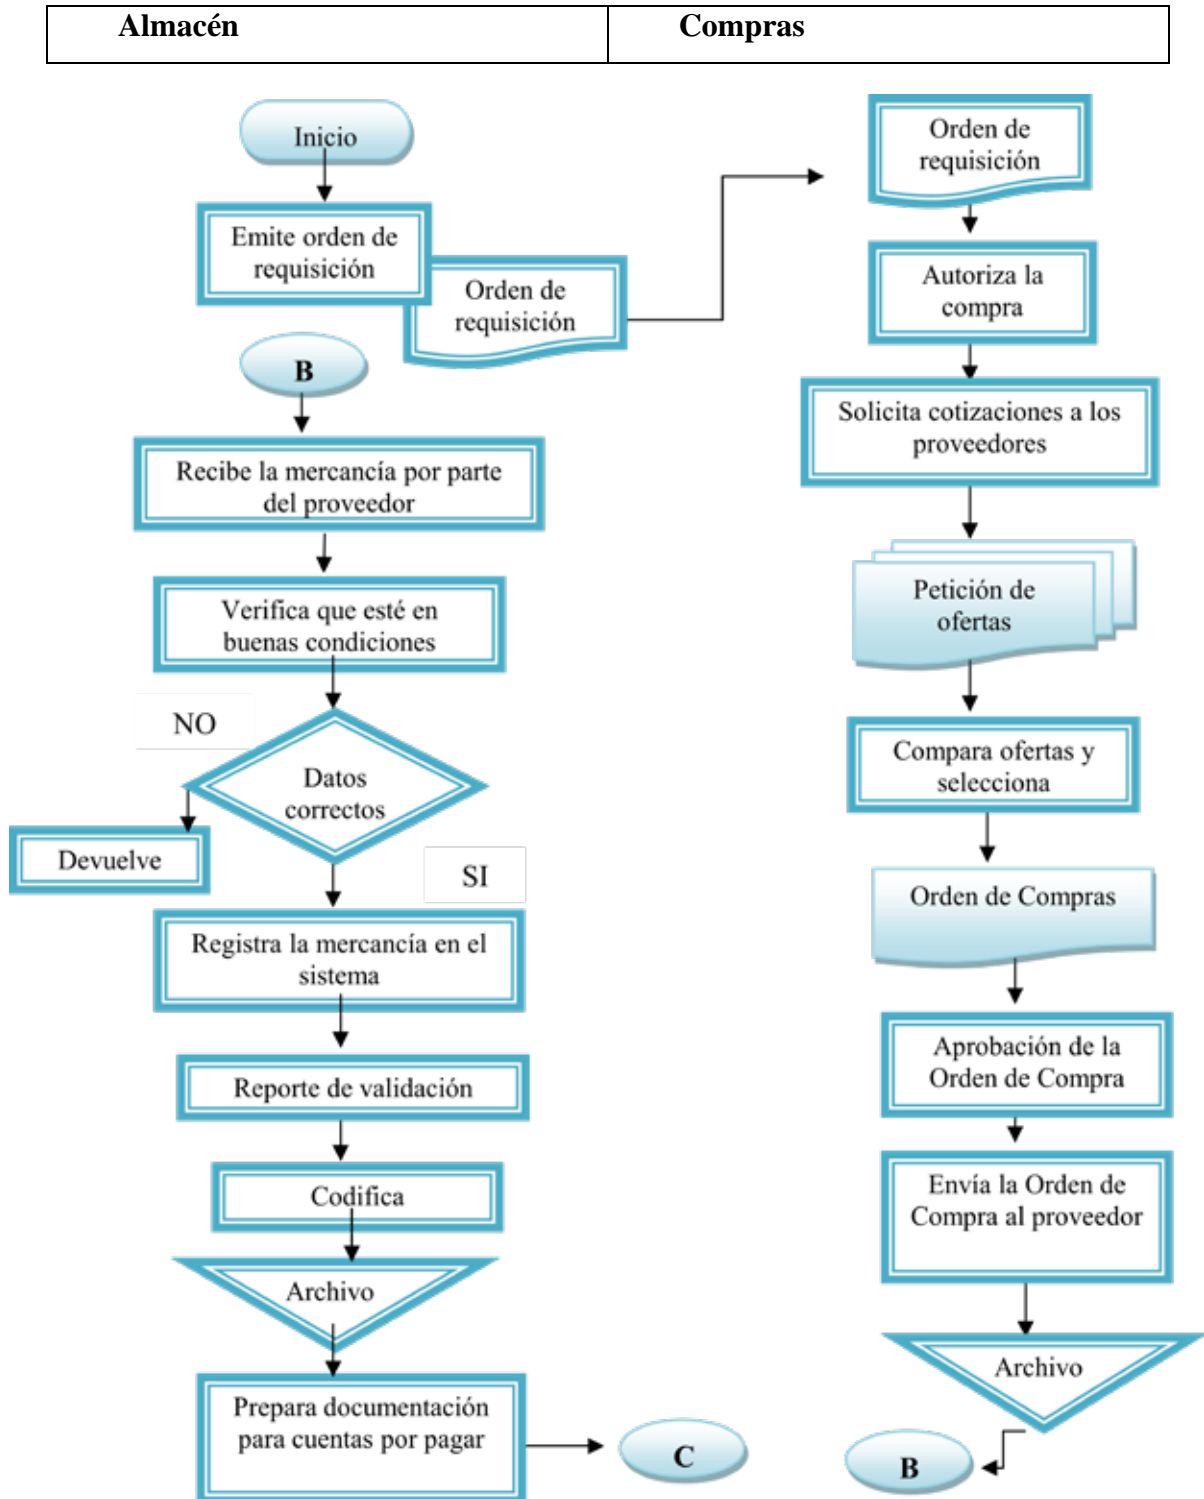 Almacén
Compras
Inicio
Emite orden de
requisición
Orden de
requisición
B
Recibe la mercancía por parte
del proveedor
Verifica que esté en
buenas condiciones
NO
Datos
correctos
Devuelve
SI
Registra la mercancía en el
sistema
Reporte de validación
Codifica
Archivo
Prepara documentación
para cuentas por pagar
C
Orden de
requisición
Autoriza la
compra
Solicita cotizaciones a los
proveedores
Petición de
ofertas
Compara ofertas y
selecciona
Orden de Compras
Aprobación de la
Orden de Compra
Envía la Orden de
Compra al proveedor
Archivo
B